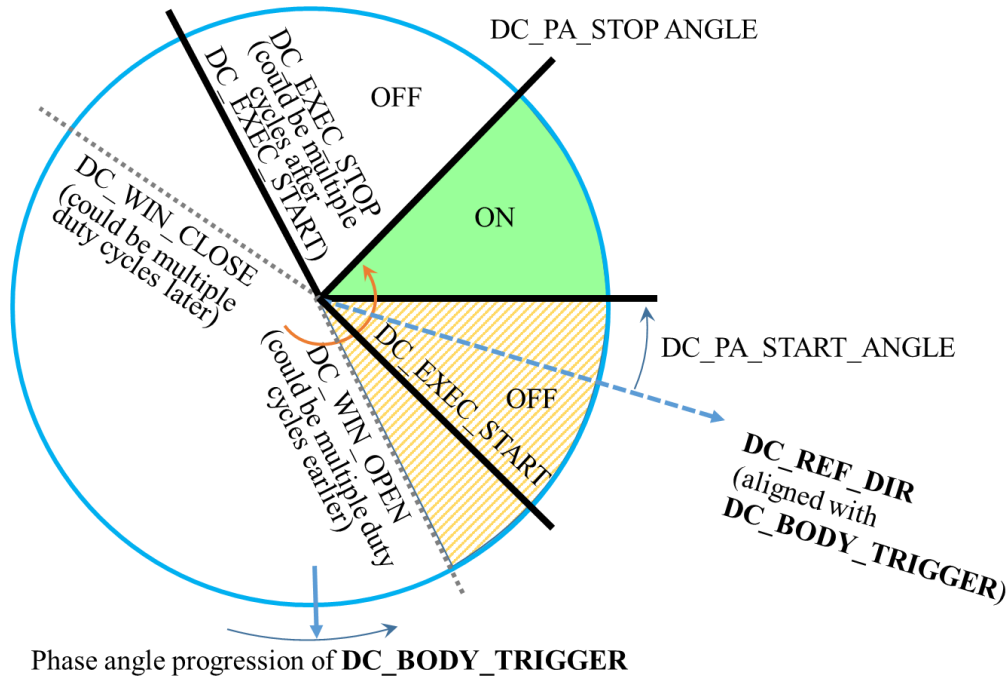 DC_PA_STOP ANGLE
DC_EXEC_STOP
(could be multiple
cycles after
DC_EXEC_START)
OFF
ON
DC_WIN_CLOSE
(could be multiple
duty cycles later)
DC_PA_START_ANGLE
DC_EXEC_START
OFF
DC_WIN_OPEN
(could be multiple duty
cycles earlier)
DC_REF_DIR
(aligned with
DC_BODY_TRIGGER)
Phase angle progression of DC_BODY_TRIGGER